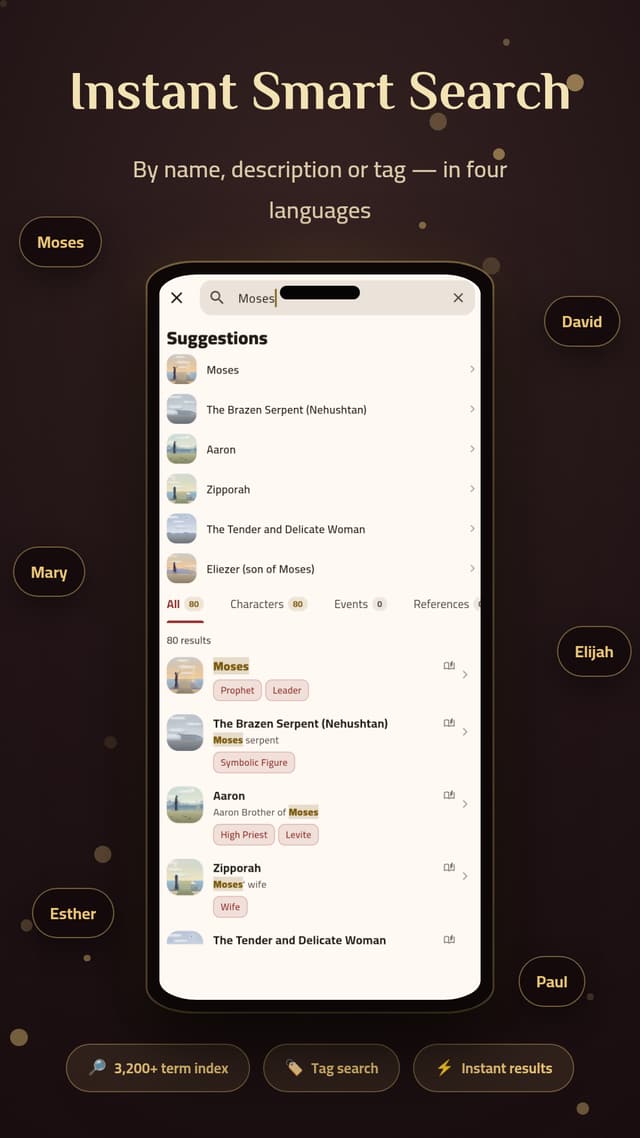 Instant Smart Search
By name, description or tag — in four
languages
Moses
David
Mary
Elijah
Esther
Paul
Moses
Suggestions
Moses
The Brazen Serpent (Nehushtan)
Aaron
Zipporah
The Tender and Delicate Woman
Eliezer (son of Moses)
All 80 Characters 80 Events 0 References
80 results
Moses
Prophet Leader
The Brazen Serpent (Nehushtan)
Moses serpent
Symbolic Figure
Aaron
Aaron Brother of Moses
High Priest Levite
Zipporah
Moses' wife
Wife
The Tender and Delicate Woman
3,200+ term index Tag search Instant results